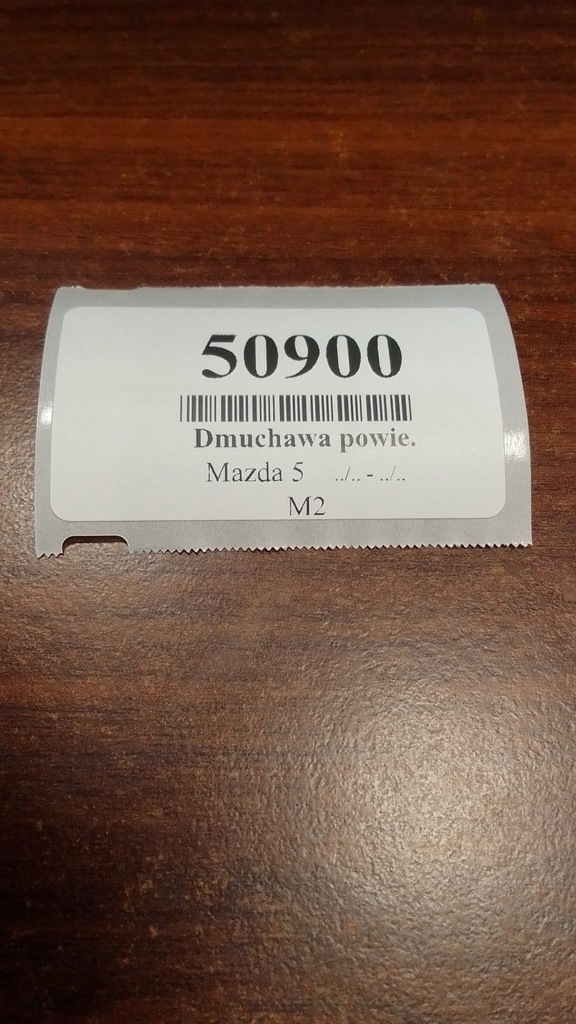 50900
Dmuchawa powie.
Mazda 5 ../.. - ../..
M2